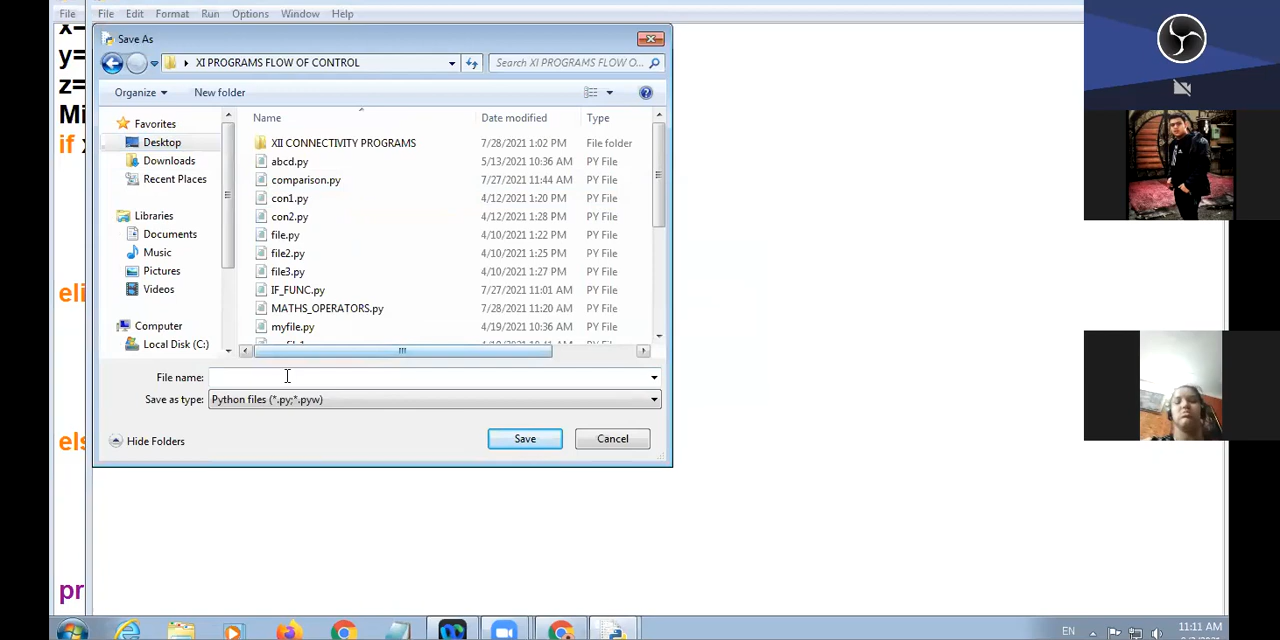 File File Edit Format Run Options Window Help
x=
y=
z=
Mi
if x
eli
els
pr
Save As
XI PROGRAMS FLOW OF CONTROL Search XI PROGRAMS FLOW O...
Organize New folder
Favorites
Desktop
Downloads
Recent Places
Libraries
Documents
Music
Pictures
Videos
Computer
Local Disk (C:)
Name Date modified Type
XII CONNECTIVITY PROGRAMS 7/28/2021 1:02 PM File folder
abcd.py 5/13/2021 10:36 AM PY File
comparison.py 7/27/2021 11:44 AM PY File
con1.py 4/12/2021 1:20 PM PY File
con2.py 4/12/2021 1:28 PM PY File
file.py 4/10/2021 1:22 PM PY File
file2.py 4/10/2021 1:25 PM PY File
file3.py 4/10/2021 1:27 PM PY File
IF_FUNC.py 7/27/2021 11:01 AM PY File
MATHS_OPERATORS.py 7/28/2021 11:20 AM PY File
myfile.py 4/19/2021 10:36 AM PY File
File name:
Save as type: Python files (*.py;*.pyw)
Hide Folders Save Cancel
EN 11:11 AM